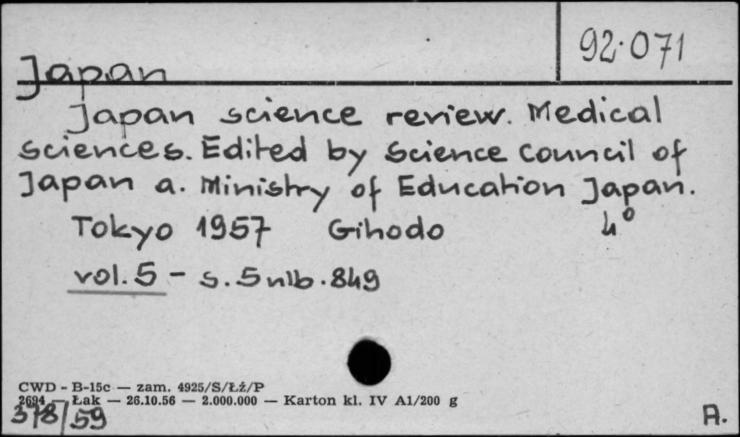 92.071
Japan
Japan science review. Medical
sciences. Edited by Science Council of
Japan a. Ministry of Education Japan.
Tokyo 1957 Gihodo 4°
vol. 5 - s. 5 nlb. 849
CWD - B-15c — zam. 4925/S/Łż/P
2694 — Łak — 26.10.56 — 2.000.000 — Karton kl. IV A1/200 g
378/59
A.